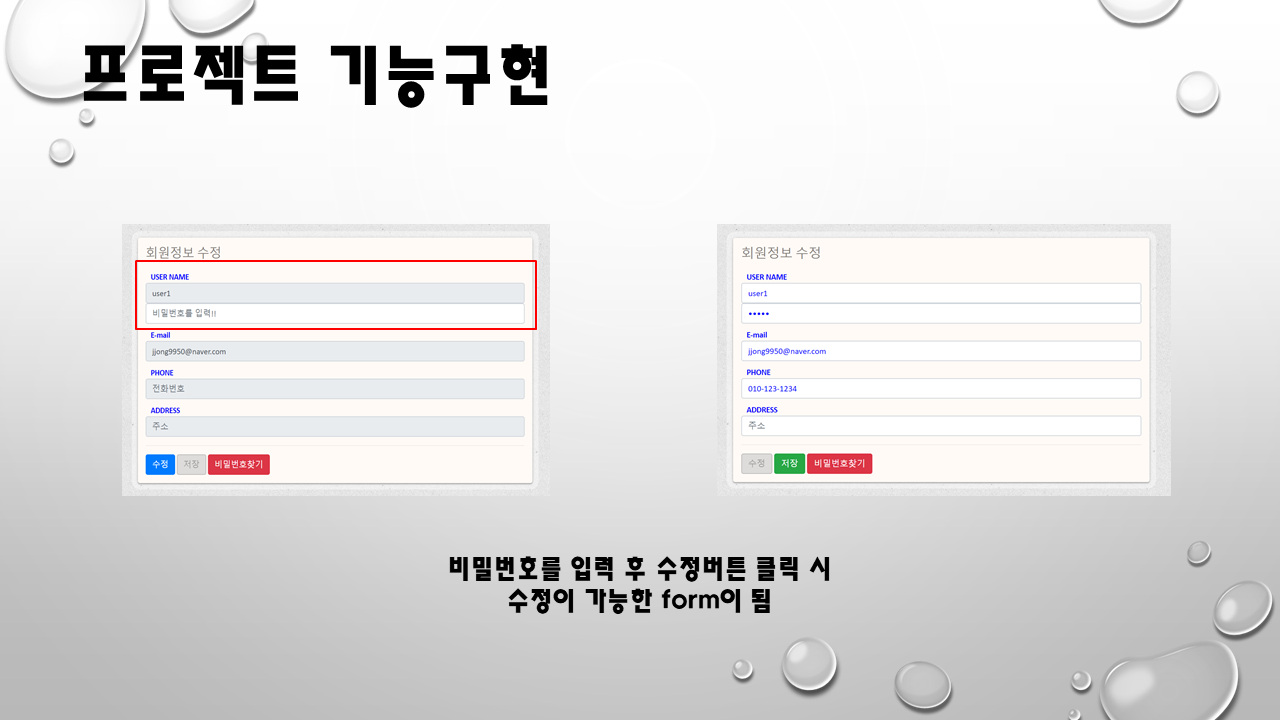 프로젝트 기능구현
회원정보 수정
USER NAME
user1
비밀번호를 입력!!
E-mail
jjong9950@naver.com
PHONE
전화번호
ADDRESS
주소
수정 저장 비밀번호찾기
회원정보 수정
USER NAME
user1
•••••
E-mail
jjong9950@naver.com
PHONE
010-123-1234
ADDRESS
주소
수정 저장 비밀번호찾기
비밀번호를 입력 후 수정버튼 클릭 시
수정이 가능한 form이 됨